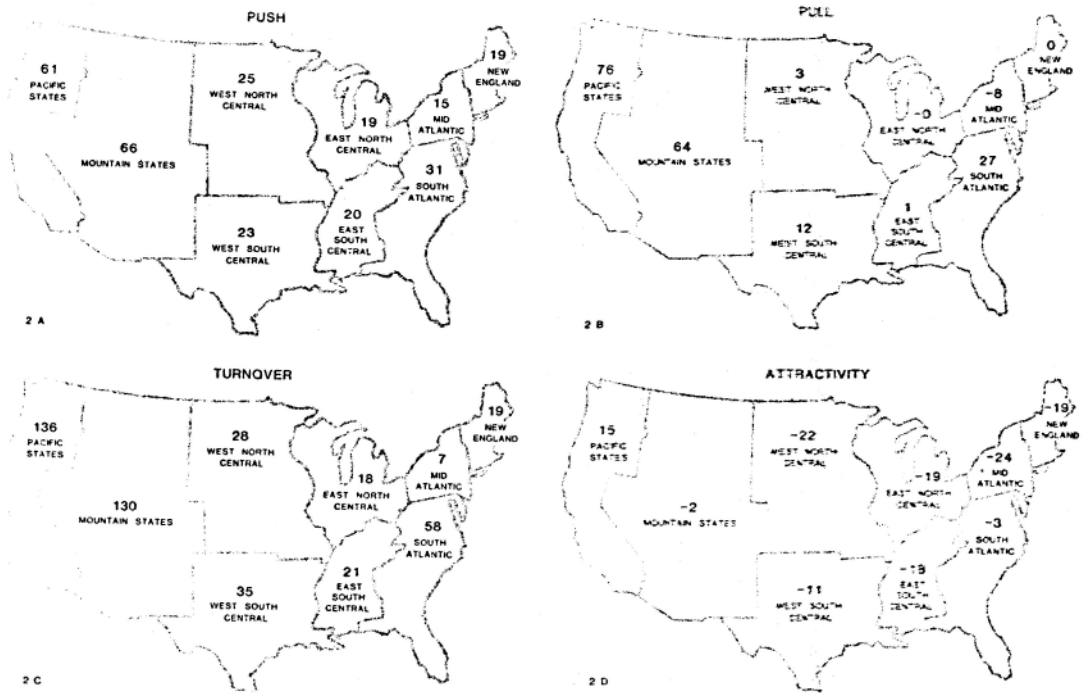 PUSH
61
PACIFIC
STATES
66
MOUNTAIN STATES
25
WEST NORTH
CENTRAL
23
WEST SOUTH
CENTRAL
19
EAST NORTH
CENTRAL
20
EAST
SOUTH
CENTRAL
15
MID
ATLANTIC
31
SOUTH
ATLANTIC
19
NEW
ENGLAND
2 A
PULL
76
PACIFIC
STATES
64
MOUNTAIN STATES
3
WEST NORTH
CENTRAL
12
WEST SOUTH
CENTRAL
-0
EAST NORTH
CENTRAL
1
EAST
SOUTH
CENTRAL
-8
MID
ATLANTIC
27
SOUTH
ATLANTIC
0
NEW
ENGLAND
2 B
TURNOVER
136
PACIFIC
STATES
130
MOUNTAIN STATES
28
WEST NORTH
CENTRAL
35
WEST SOUTH
CENTRAL
18
EAST NORTH
CENTRAL
21
EAST
SOUTH
CENTRAL
7
MID
ATLANTIC
58
SOUTH
ATLANTIC
19
NEW
ENGLAND
2 C
ATTRACTIVITY
15
PACIFIC
STATES
-2
MOUNTAIN STATES
-22
WEST NORTH
CENTRAL
-11
WEST SOUTH
CENTRAL
-19
EAST NORTH
CENTRAL
EAST
SOUTH
CENTRAL
-24
MID
ATLANTIC
-3
SOUTH
ATLANTIC
-19
NEW
ENGLAND
2 D